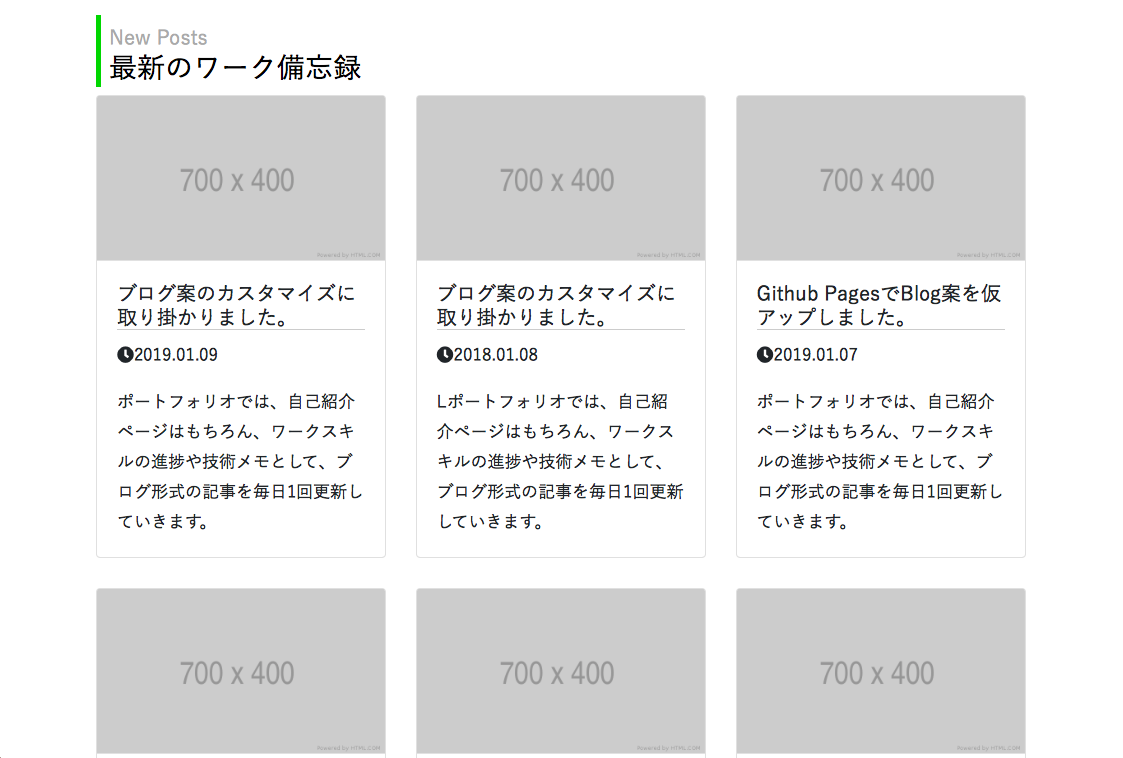 New Posts
最新のワーク備忘録
700 x 400
Powered by HTML.COM
ブログ案のカスタマイズに
取り掛かりました。
2019.01.09
ポートフォリオでは、自己紹介
ページはもちろん、ワークスキ
ルの進捗や技術メモとして、ブ
ログ形式の記事を毎日1回更新し
ていきます。
700 x 400
Powered by HTML.COM
ブログ案のカスタマイズに
取り掛かりました。
2018.01.08
Lポートフォリオでは、自己紹
介ページはもちろん、ワークス
キルの進捗や技術メモとして、
ブログ形式の記事を毎日1回更新
していきます。
700 x 400
Powered by HTML.COM
Github PagesでBlog案を仮
アップしました。
2019.01.07
ポートフォリオでは、自己紹介
ページはもちろん、ワークスキ
ルの進捗や技術メモとして、ブ
ログ形式の記事を毎日1回更新し
ていきます。
700 x 400
Powered by HTML.COM
700 x 400
Powered by HTML.COM
700 x 400
Powered by HTML.COM